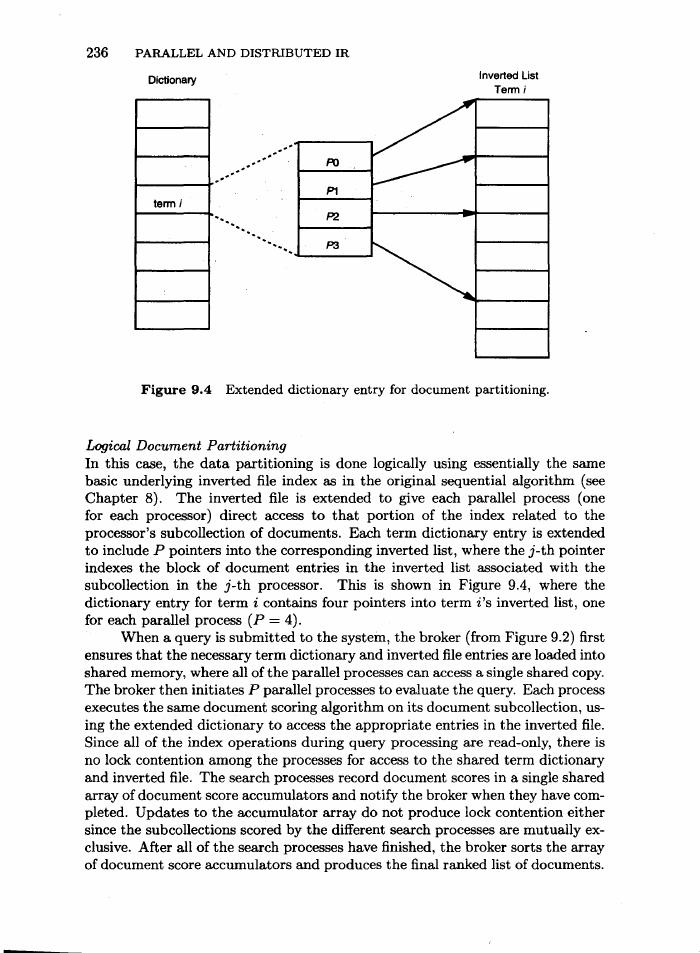 236 PARALLEL AND DISTRIBUTED IR
Dictionary
Inverted List
Term i
term i
P0
P1
P2
P3
Figure 9.4 Extended dictionary entry for document partitioning.
Logical Document Partitioning
In this case, the data partitioning is done logically using essentially the same
basic underlying inverted file index as in the original sequential algorithm (see
Chapter 8). The inverted file is extended to give each parallel process (one
for each processor) direct access to that portion of the index related to the
processor's subcollection of documents. Each term dictionary entry is extended
to include P pointers into the corresponding inverted list, where the j-th pointer
indexes the block of document entries in the inverted list associated with the
subcollection in the j-th processor. This is shown in Figure 9.4, where the
dictionary entry for term i contains four pointers into term i's inverted list, one
for each parallel process (P = 4).
When a query is submitted to the system, the broker (from Figure 9.2) first
ensures that the necessary term dictionary and inverted file entries are loaded into
shared memory, where all of the parallel processes can access a single shared copy.
The broker then initiates P parallel processes to evaluate the query. Each process
executes the same document scoring algorithm on its document subcollection, us-
ing the extended dictionary to access the appropriate entries in the inverted file.
Since all of the index operations during query processing are read-only, there is
no lock contention among the processes for access to the shared term dictionary
and inverted file. The search processes record document scores in a single shared
array of document score accumulators and notify the broker when they have com-
pleted. Updates to the accumulator array do not produce lock contention either
since the subcollections scored by the different search processes are mutually ex-
clusive. After all of the search processes have finished, the broker sorts the array
of document score accumulators and produces the final ranked list of documents.